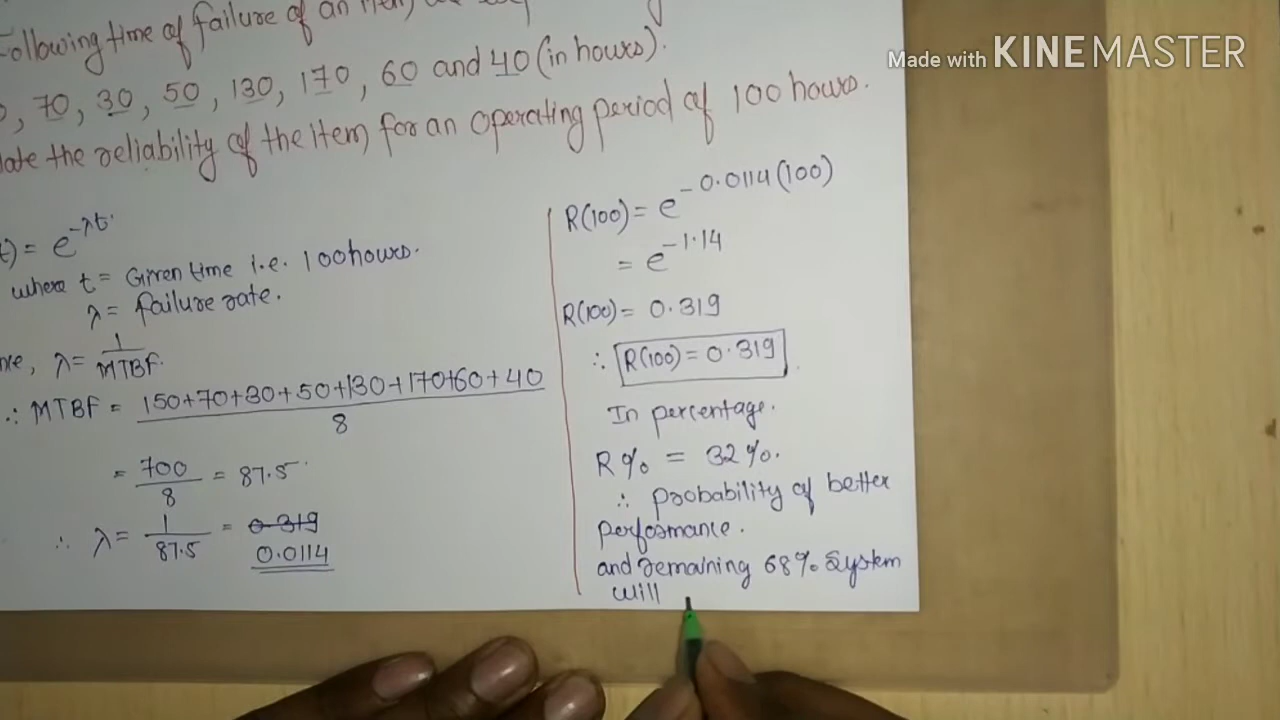 Following time of failure of an item
, 70, 30, 50, 130, 170, 60 and 40 (in hours).
late the reliability of the item for an operating period of 100 hours.
t) = e^-λt.
where t = Given time i.e. 100 hours.
λ = failure rate.
λ = 1/MTBF.
∴ MTBF = 150+70+30+50+130+170+60+40 / 8
= 700/8 = 87.5
∴ λ = 1/87.5 = 0.319
0.0114
R(100) = e^-0.0114(100)
= e^-1.14
R(100) = 0.319
∴ R(100) = 0.319
In percentage.
R% = 32%.
∴ Probability of better
performance.
and remaining 68% System
will
Made with KINEMASTER